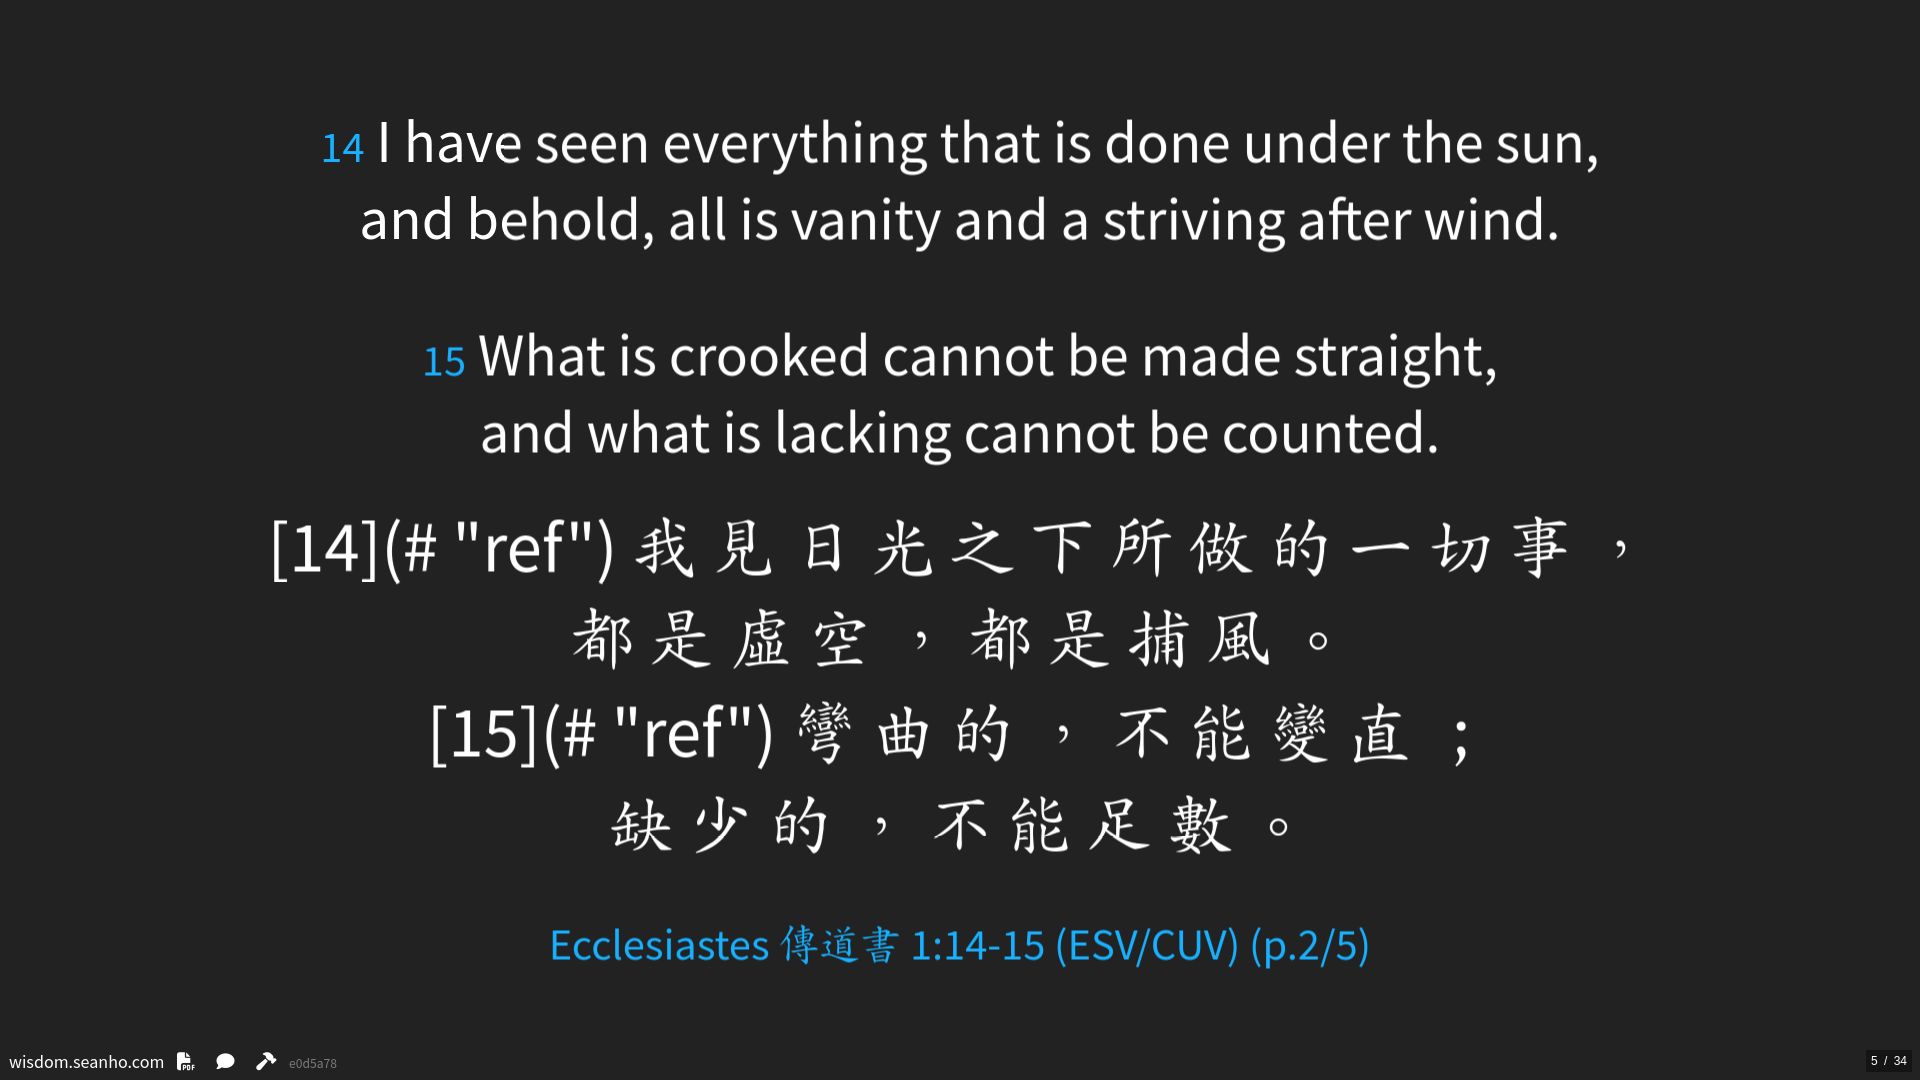 14 I have seen everything that is done under the sun,
and behold, all is vanity and a striving after wind.
15 What is crooked cannot be made straight,
and what is lacking cannot be counted.
[14](# "ref") 我 見 日 光 之 下 所 做 的 一 切 事 ，
都 是 虛 空 ， 都 是 捕 風 。
[15](# "ref") 彎 曲 的 ， 不 能 變 直 ；
缺 少 的 ， 不 能 足 數 。
Ecclesiastes 傳道書 1:14-15 (ESV/CUV) (p.2/5)
wisdom.seanho.com PDF e0d5a78
5 / 34